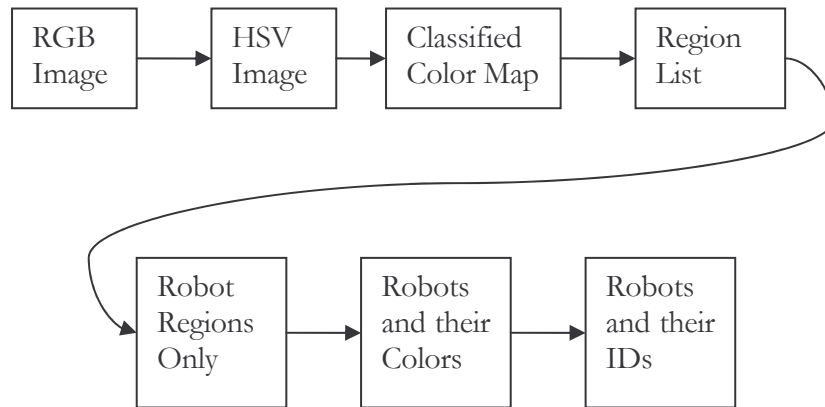 RGB
Image
HSV
Image
Classified
Color Map
Region
List
Robot
Regions
Only
Robots
and their
Colors
Robots
and their
IDs